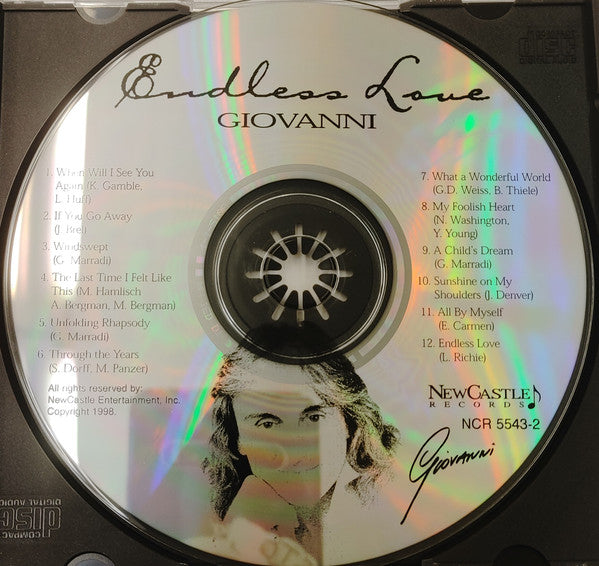 Endless Love
GIOVANNI
1. When Will I See You
Again (K. Gamble,
L. Huff)
2. If You Go Away
(J. Brel)
3. Windswept
(G. Marradi)
4. The Last Time I Felt Like
This (M. Hamlisch
A. Bergman, M. Bergman)
5. Unfolding Rhapsody
(G. Marradi)
6. Through the Years
(S. Dorff, M. Panzer)
All rights reserved by:
NewCastle Entertainment, Inc.
Copyright 1998.
7. What a Wonderful World
(G.D. Weiss, B. Thiele)
8. My Foolish Heart
(N. Washington,
Y. Young)
9. A Child's Dream
(G. Marradi)
10. Sunshine on My
Shoulders (J. Denver)
11. All By Myself
(E. Carmen)
12. Endless Love
(L. Richie)
NEWCASTLE
RECORDS
NCR 5543-2
Giovanni
COMPACT
disc
DIGITAL AUDIO
COMPACT
disc
DIGITAL AUDIO